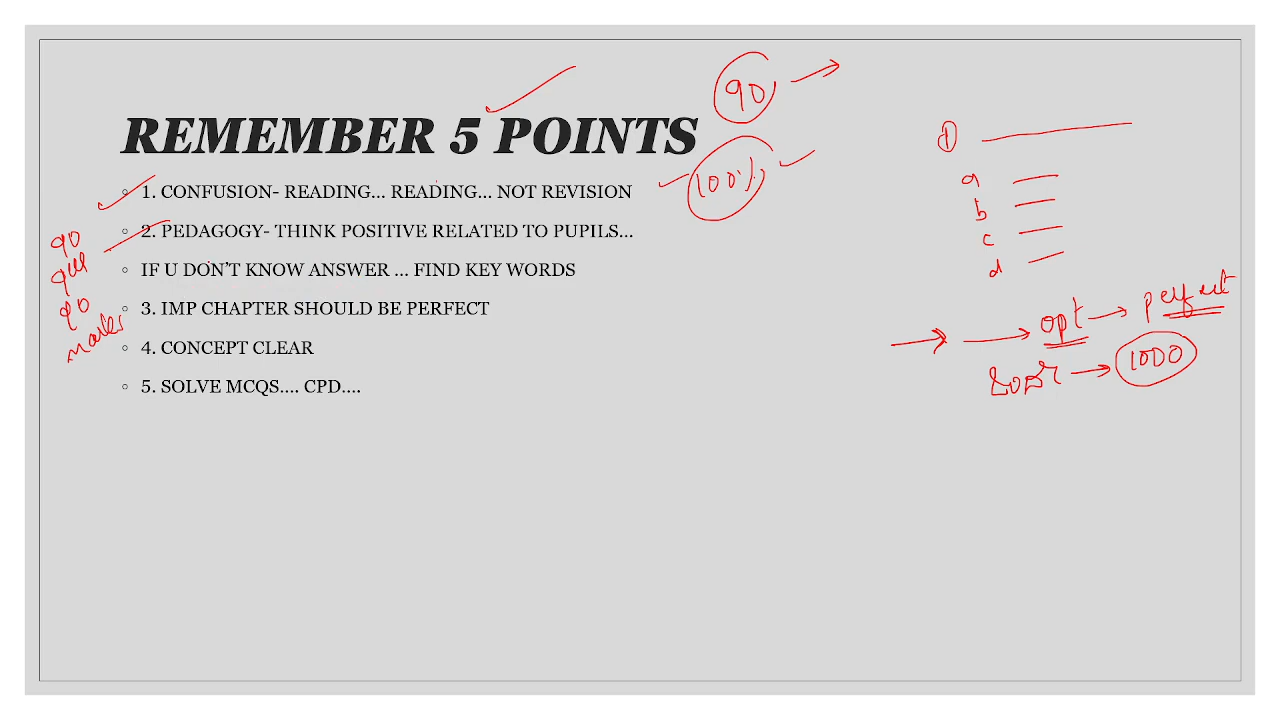 REMEMBER 5 POINTS
1. CONFUSION- READING... READING... NOT REVISION
2. PEDAGOGY- THINK POSITIVE RELATED TO PUPILS...
IF U DON'T KNOW ANSWER ... FIND KEY WORDS
3. IMP CHAPTER SHOULD BE PERFECT
4. CONCEPT CLEAR
5. SOLVE MCQS.... CPD....
90
100%
90
que
90
marks
1
a
b
c
d
opt → perfect
1000